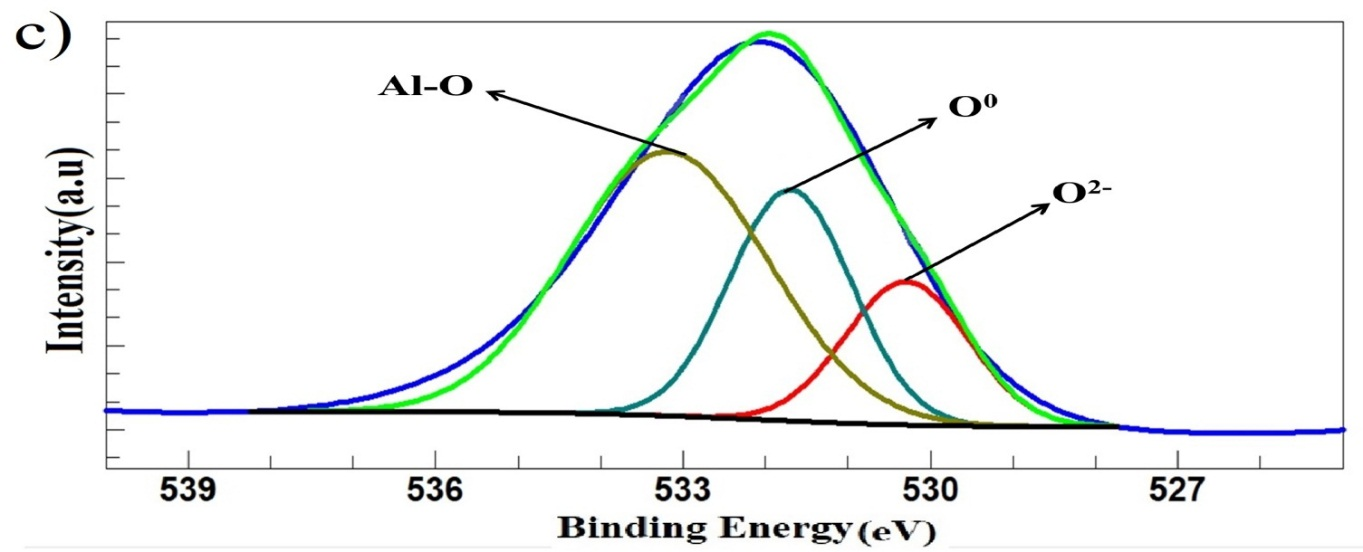 c)
Al-O
O⁰
O²⁻
Intensity(a.u)
539 536 533 530 527
Binding Energy(eV)